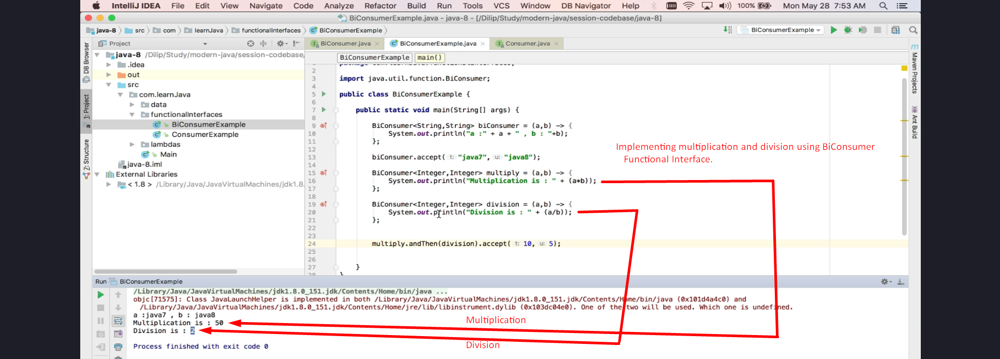 IntelliJ IDEA File Edit View Navigate Code Analyze Refactor Build Run Tools VCS Window DB Navigator Help 100% Mon May 28 7:53 AM
BiConsumerExample.java - java-8 - [/Dilip/Study/modern-java/session-codebase/java-8]
java-8 src com learnJava functionalInterfaces BiConsumerExample BiConsumerExample
Project
BiConsumer.java BiConsumerExample.java Consumer.java
DB Browser
1: Project
Z: Structure
java-8 /Dilip/Study/modern-java/session-codebase/
.idea
out
src
com.learnJava
data
functionalInterfaces
BiConsumerExample
ConsumerExample
lambdas
Main
java-8.iml
External Libraries
< 1.8 > /Library/Java/JavaVirtualMachines/jdk1.8.
BiConsumerExample main()
2
3 import java.util.function.BiConsumer;
4
5 public class BiConsumerExample {
6
7 public static void main(String[] args) {
8
9 BiConsumer<String,String> biConsumer = (a,b) -> {
10 System.out.println("a :" + a + " , b : "+b);
11 };
12
13 biConsumer.accept( t: "java7", u: "java8");
14
15 BiConsumer<Integer,Integer> multiply = (a,b) -> {
16 System.out.println("Multiplication is : " + (a*b));
17 };
18
19 BiConsumer<Integer,Integer> division = (a,b) -> {
20 System.out.println("Division is : " + (a/b));
21 };
22
23
24 multiply.andThen(division).accept( t: 10, u: 5);
25
26
27 }
28 }
Implementing multiplication and division using BiConsumer
Functional Interface.
m Maven Projects
Ant Build
Run BiConsumerExample
/Library/Java/JavaVirtualMachines/jdk1.8.0_151.jdk/Contents/Home/bin/java ...
objc[71575]: Class JavaLaunchHelper is implemented in both /Library/Java/JavaVirtualMachines/jdk1.8.0_151.jdk/Contents/Home/bin/java (0x101d4a4c0) and
/Library/Java/JavaVirtualMachines/jdk1.8.0_151.jdk/Contents/Home/jre/lib/libinstrument.dylib (0x103dc04e0). One of the two will be used. Which one is undefined.
a :java7 , b : java8
Multiplication is : 50
Division is : 2
Process finished with exit code 0
Multiplication
Division